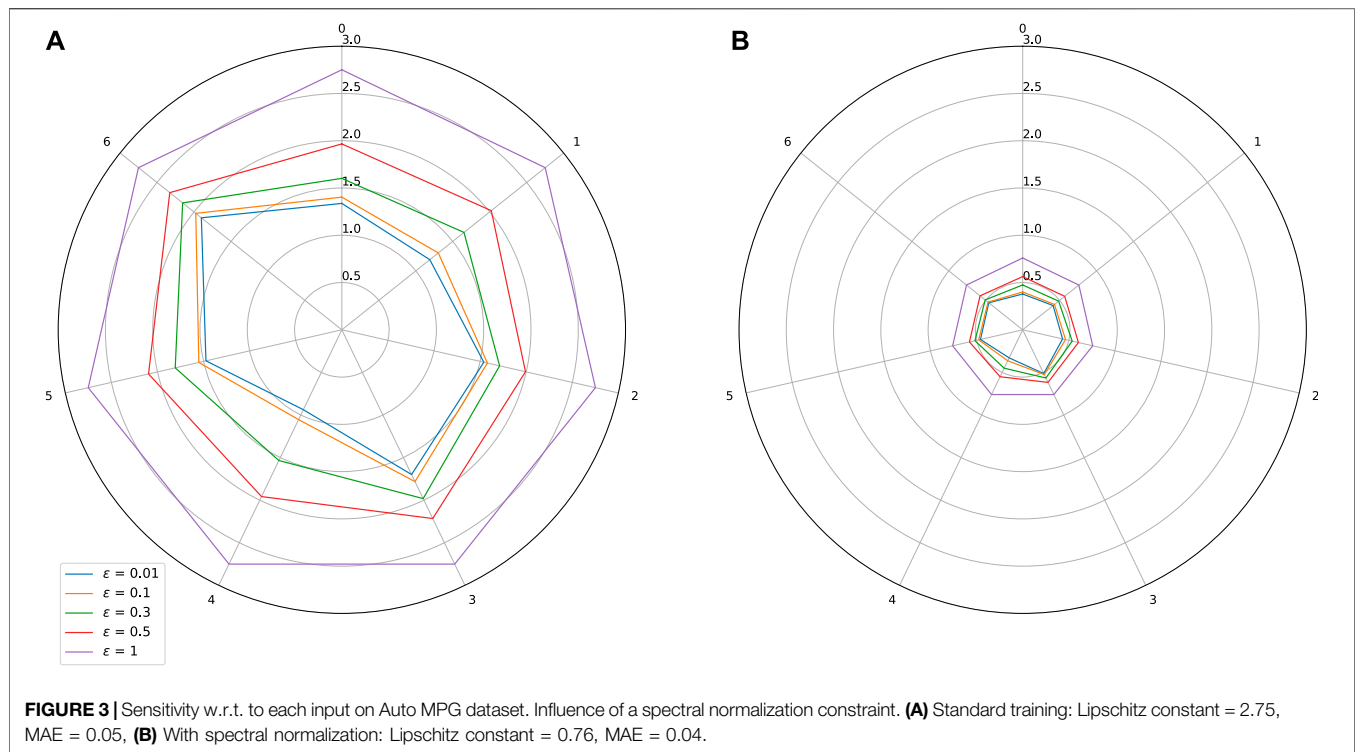 A
B
0
3.0
2.5
2.0
1.5
1.0
0.5
1
2
3
4
5
6
ε = 0.01
ε = 0.1
ε = 0.3
ε = 0.5
ε = 1
0
3.0
2.5
2.0
1.5
1.0
0.5
1
2
3
4
5
6
FIGURE 3 | Sensitivity w.r.t. to each input on Auto MPG dataset. Influence of a spectral normalization constraint. (A) Standard training: Lipschitz constant = 2.75,
MAE = 0.05, (B) With spectral normalization: Lipschitz constant = 0.76, MAE = 0.04.